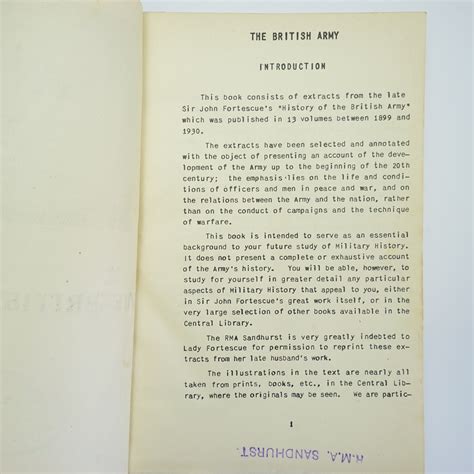 THE BRITISH ARMY
INTRODUCTION
This book consists of extracts from the late
Sir John Fortescue's "History of the British Army"
which was published in 13 volumes between 1899 and
1930.
The extracts have been selected and annotated
with the object of presenting an account of the deve-
lopment of the Army up to the beginning of the 20th
century; the emphasis lies on the life and condi-
tions of officers and men in peace and war, and on
the relations between the Army and the nation, rather
than on the conduct of campaigns and the technique
of warfare.
This book is intended to serve as an essential
background to your future study of Military History.
It does not present a complete or exhaustive account
of the Army's history. You will be able, however, to
study for yourself in greater detail any particular
aspects of Military History that appeal to you, either
in Sir John Fortescue's great work itself, or in the
very large selection of other books available in the
Central Library.
The RMA Sandhurst is very greatly indebted to
Lady Fortescue for permission to reprint these ex-
tracts from her late husband's work.
The illustrations in the text are nearly all
taken from prints, books, etc., in the Central Lib-
rary, where the originals may be seen. We are partic-
1
R.M.A. SANDHURST.